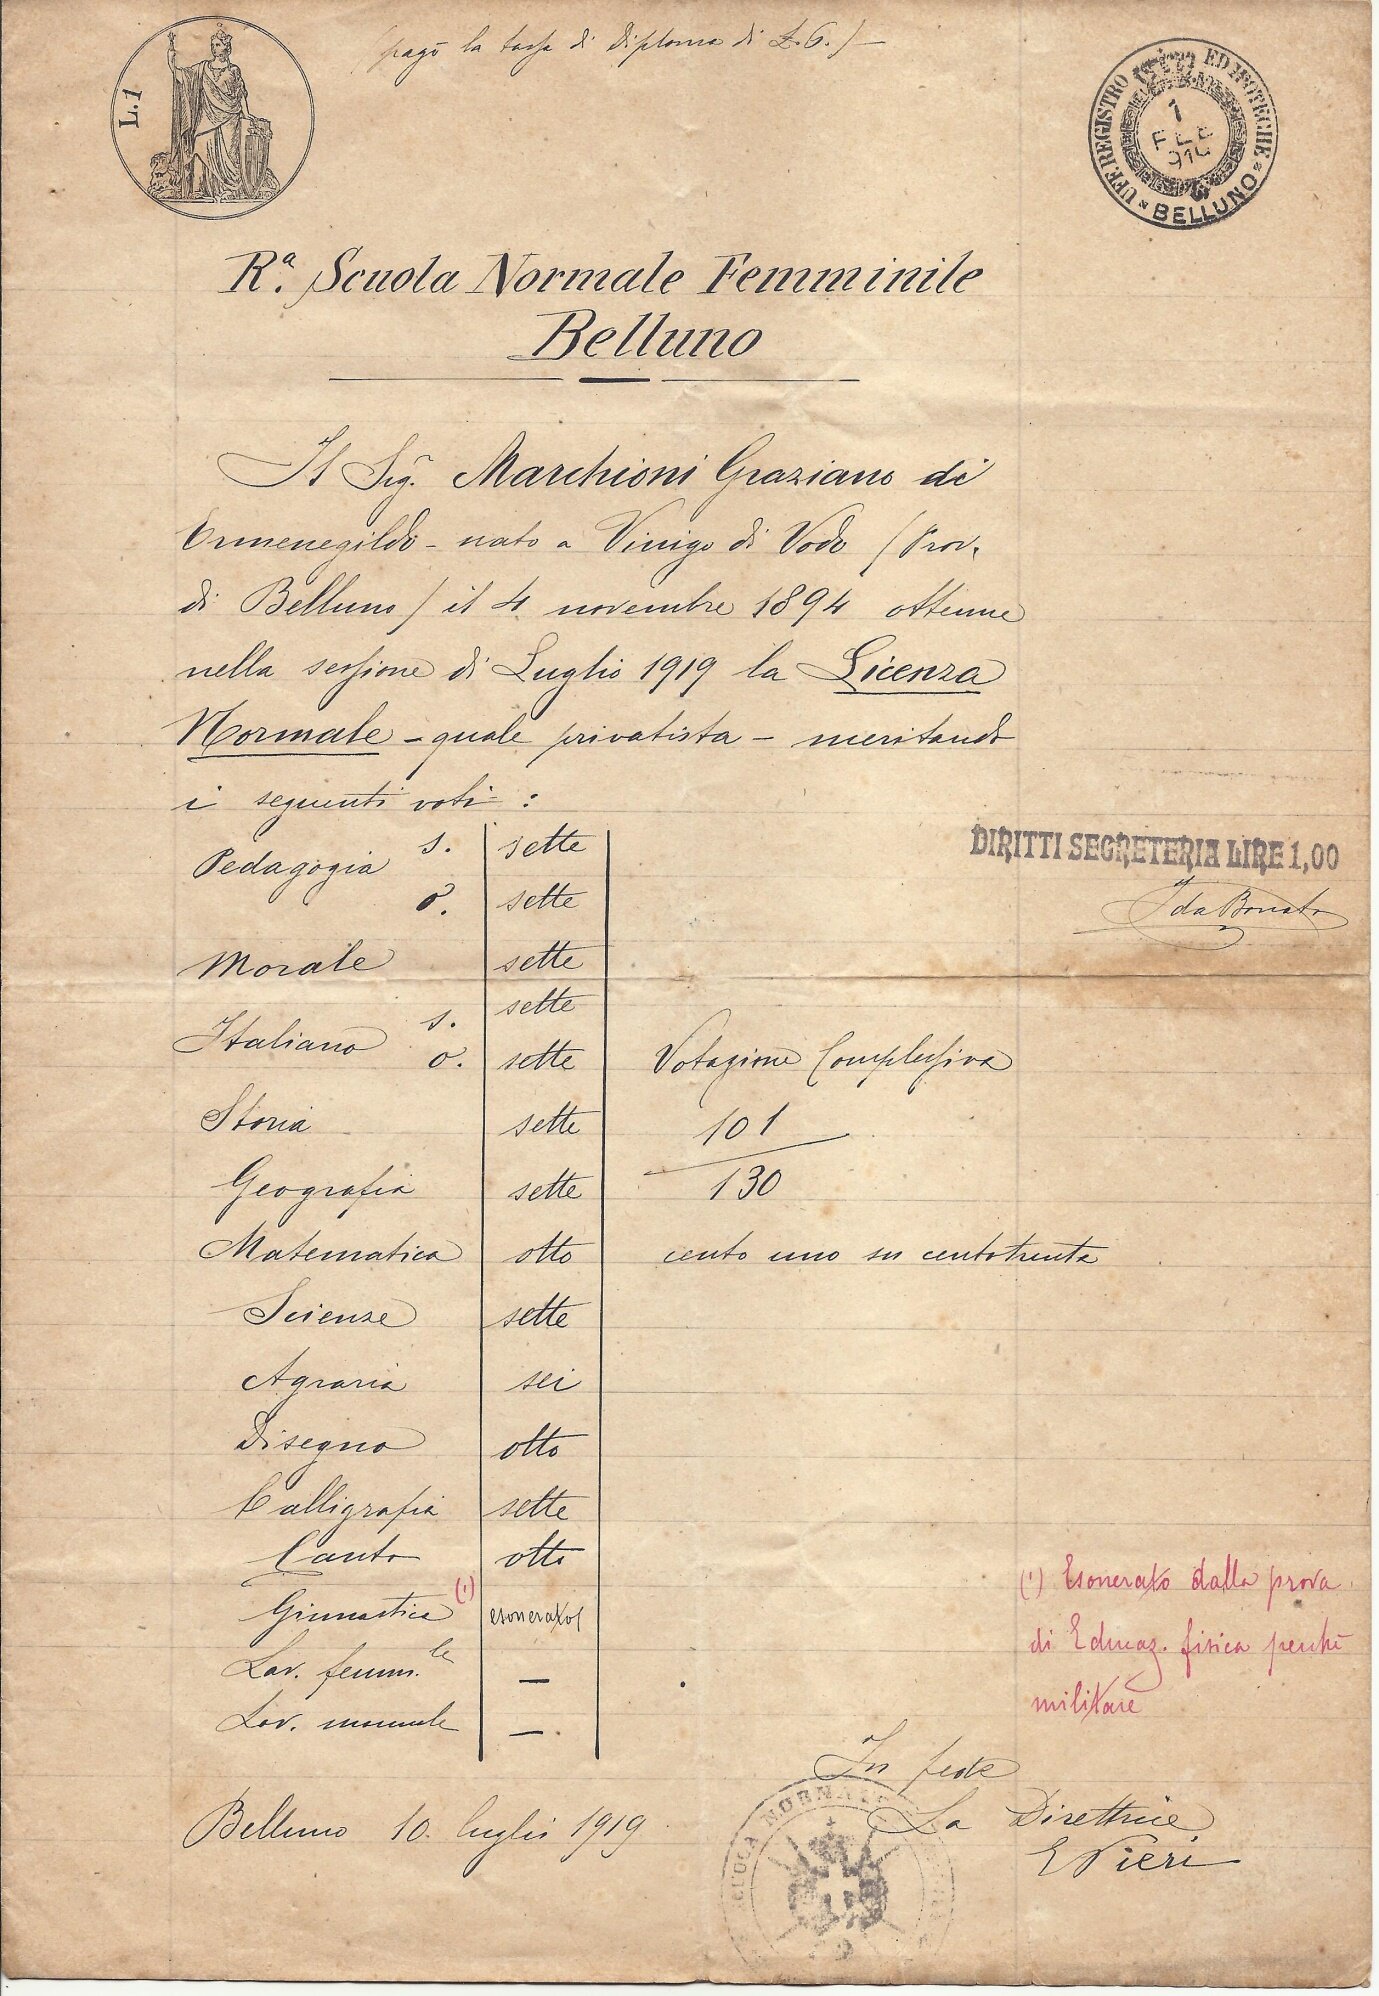 (pagò la tassa di Diploma di L. 6.) —
L.1
UFF. REGISTRO ED IPOTECHE
BELLUNO
1
Rª. Scuola Normale Femminile
Belluno
Il Sigr. Marchioni Graziano di
Ermenegildo - nato a Vinigo di Vodo (Prov.
di Belluno) il 4 novembre 1894 ottenne
nella sessione di Luglio 1919 la Licenza
Normale - quale privatista - meritando
i seguenti voti :
Pedagogia s. sette
o. sette
DIRITTI SEGRETERIA LIRE 1,00
Ida Bonato
Morale sette
Italiano s. sette
o. sette
Votazione Complessiva
Storia sette
101
130
Geografia sette
Matematica otto
cento uno su centotrenta
Scienze sette
Agraria sei
Disegno otto
Calligrafia sette
Canto otto
Ginnastica (1) esonerato
Lav. femm.le —
Lav. manuale —
(1) Esonerato dalla prova
di Educaz. fisica perchè
militare
In fede
La Direttrice
E Pieri
Belluno 10 luglio 1919
SCUOLA NORMALE